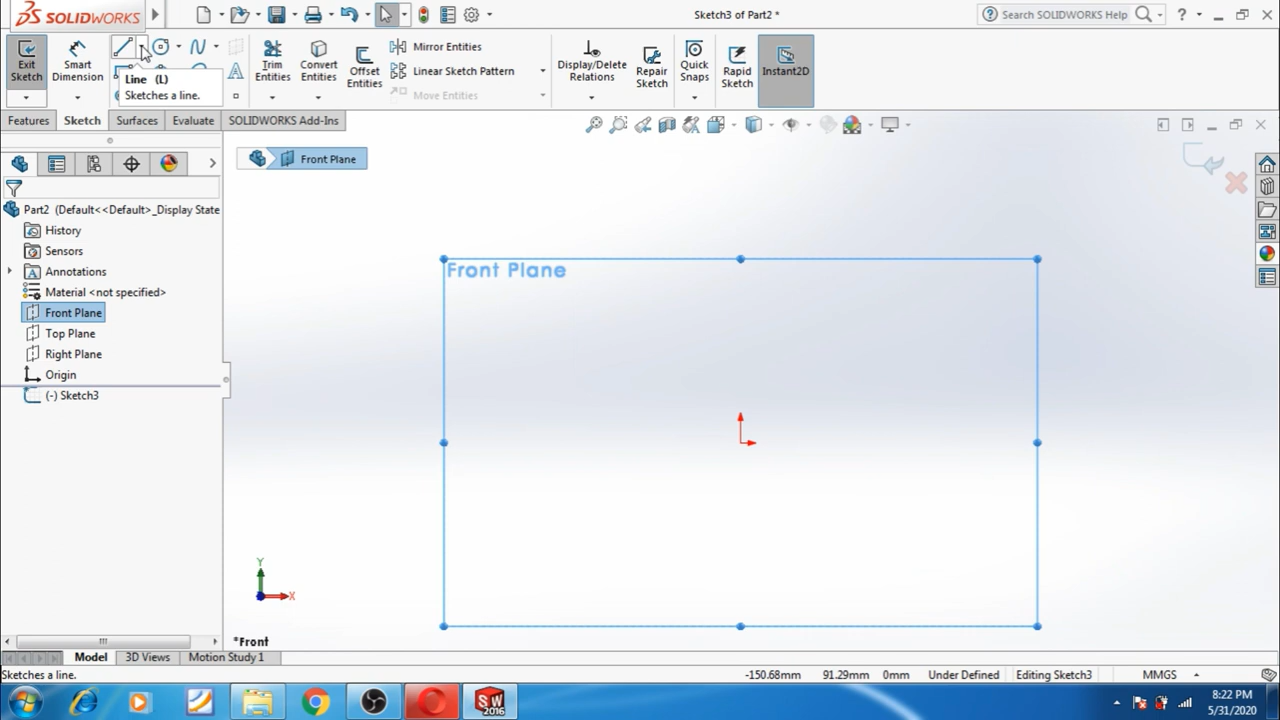 SOLIDWORKS
Sketch3 of Part2 *
Search SOLIDWORKS Help
?
Exit
Sketch
Smart
Dimension
Trim
Entities
Convert
Entities
Offset
Entities
Mirror Entities
Linear Sketch Pattern
Move Entities
Display/Delete
Relations
Repair
Sketch
Quick
Snaps
Rapid
Sketch
Instant2D
Line (L)
Sketches a line.
Features
Sketch
Surfaces
Evaluate
SOLIDWORKS Add-Ins
Front Plane
Part2 (Default<<Default>_Display State
History
Sensors
Annotations
Material <not specified>
Front Plane
Top Plane
Right Plane
Origin
(-) Sketch3
Front Plane
Y
X
*Front
Model
3D Views
Motion Study 1
Sketches a line.
-150.68mm
91.29mm
0mm
Under Defined
Editing Sketch3
MMGS
SW
2016
8:22 PM
5/31/2020